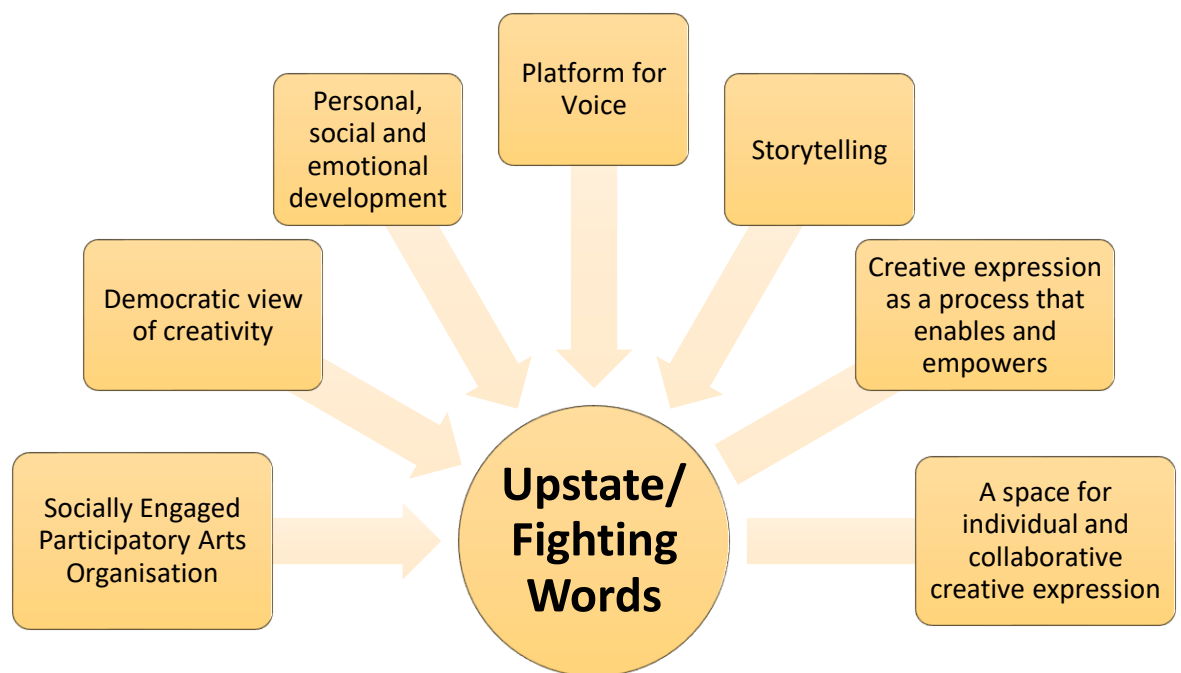 Platform for
Voice
Personal,
social and
emotional
development
Storytelling
Democratic view
of creativity
Creative expression
as a process that
enables and
empowers
Socially Engaged
Participatory Arts
Organisation
Upstate/
Fighting
Words
A space for
individual and
collaborative
creative expression